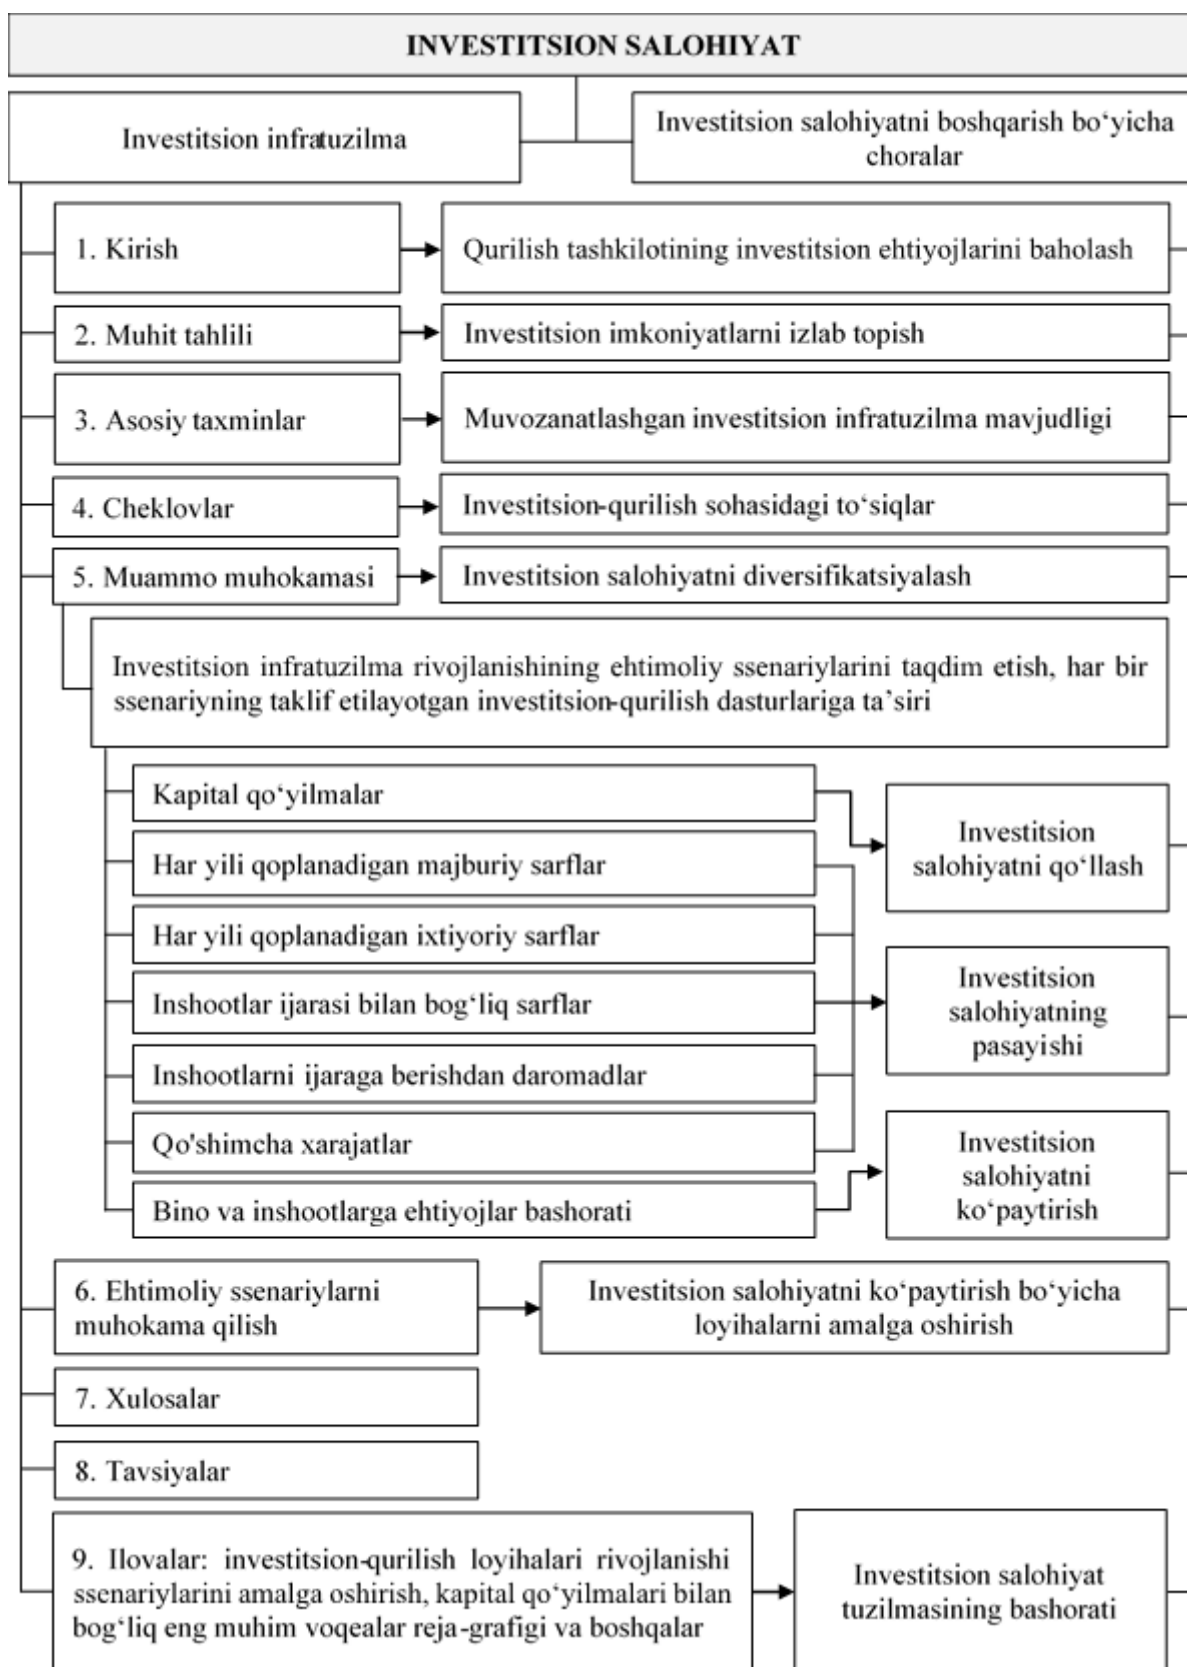 INVESTITSION SALOHIYAT
Investitsion infratuzilma
Investitsion salohiyatni boshqarish bo‘yicha
choralar
1. Kirish
Qurilish tashkilotining investitsion ehtiyojlarini baholash
2. Muhit tahlili
Investitsion imkoniyatlarni izlab topish
3. Asosiy taxminlar
Muvozanatlashgan investitsion infratuzilma mavjudligi
4. Cheklovlar
Investitsion-qurilish sohasidagi to‘siqlar
5. Muammo muhokamasi
Investitsion salohiyatni diversifikatsiyalash
Investitsion infratuzilma rivojlanishining ehtimoliy ssenariylarini taqdim etish, har bir
ssenariyning taklif etilayotgan investitsion-qurilish dasturlariga ta’siri
Kapital qo‘yilmalar
Har yili qoplanadigan majburiy sarflar
Har yili qoplanadigan ixtiyoriy sarflar
Inshootlar ijarasi bilan bog‘liq sarflar
Inshootlarni ijaraga berishdan daromadlar
Qo'shimcha xarajatlar
Bino va inshootlarga ehtiyojlar bashorati
Investitsion
salohiyatni qo‘llash
Investitsion
salohiyatning
pasayishi
Investitsion
salohiyatni
ko‘paytirish
6. Ehtimoliy ssenariylarni
muhokama qilish
Investitsion salohiyatni ko‘paytirish bo‘yicha
loyihalarni amalga oshirish
7. Xulosalar
8. Tavsiyalar
9. Ilovalar: investitsion-qurilish loyihalari rivojlanishi
ssenariylarini amalga oshirish, kapital qo‘yilmalari bilan
bog‘liq eng muhim voqealar reja-grafigi va boshqalar
Investitsion salohiyat
tuzilmasining bashorati